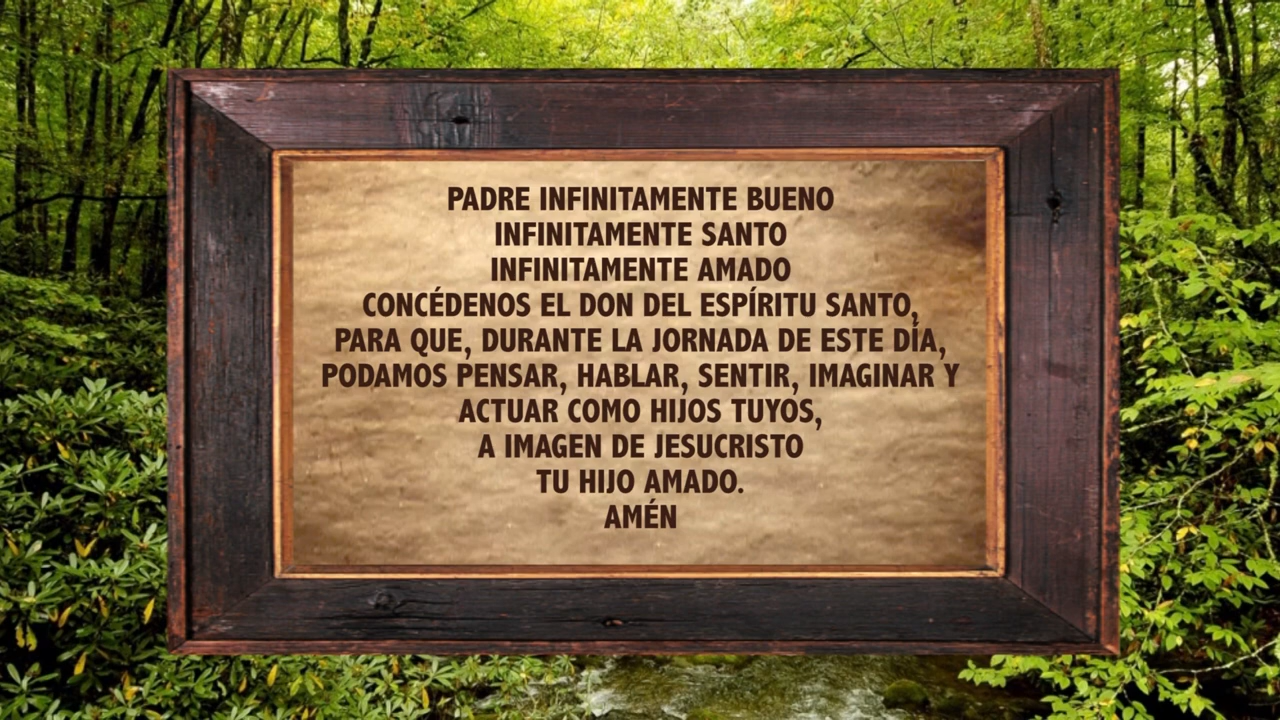 PADRE INFINITAMENTE BUENO
INFINITAMENTE SANTO
INFINITAMENTE AMADO
CONCÉDENOS EL DON DEL ESPÍRITU SANTO,
PARA QUE, DURANTE LA JORNADA DE ESTE DÍA,
PODAMOS PENSAR, HABLAR, SENTIR, IMAGINAR Y
ACTUAR COMO HIJOS TUYOS,
A IMAGEN DE JESUCRISTO
TU HIJO AMADO.
AMÉN